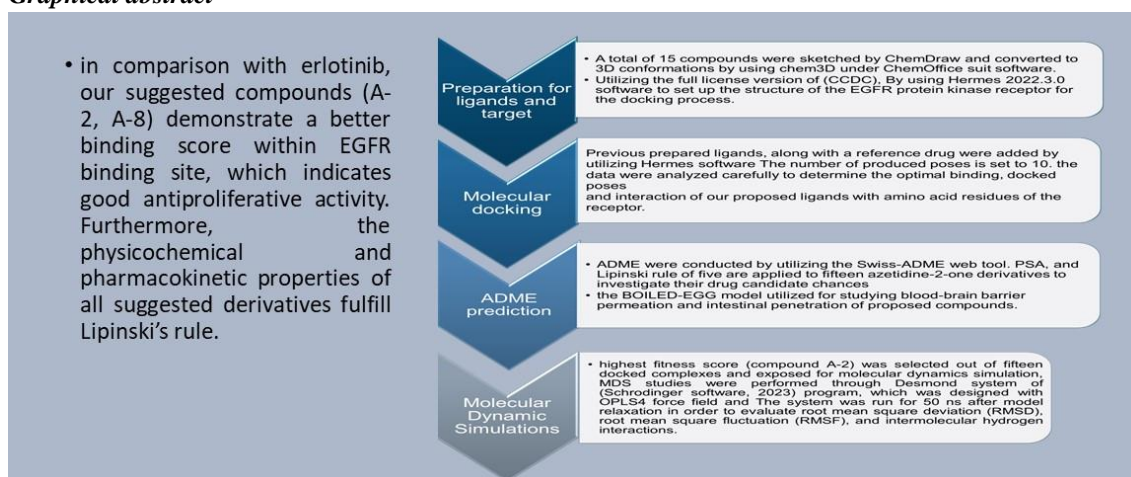 Graphical abstract
• in comparison with erlotinib,
our suggested compounds (A-
2, A-8) demonstrate a better
binding score within EGFR
binding site, which indicates
good antiproliferative activity.
Furthermore, the
physicochemical and
pharmacokinetic properties of
all suggested derivatives fulfill
Lipinski’s rule.
Preparation for
ligands and
target
• A total of 15 compounds were sketched by ChemDraw and converted to
3D conformations by using chem3D under ChemOffice suit software.
• Utilizing the full license version of (CCDC), By using Hermes 2022.3.0
software to set up the structure of the EGFR protein kinase receptor for
the docking process.
Molecular
docking
Previous prepared ligands, along with a reference drug were added by
utilizing Hermes software The number of produced poses is set to 10. the
data were analyzed carefully to determine the optimal binding, docked
poses
and interaction of our proposed ligands with amino acid residues of the
receptor.
ADME
prediction
• ADME were conducted by utilizing the Swiss-ADME web tool. PSA, and
Lipinski rule of five are applied to fifteen azetidine-2-one derivatives to
investigate their drug candidate chances
• the BOILED-EGG model utilized for studying blood-brain barrier
permeation and intestinal penetration of proposed compounds.
Molecular
Dynamic
Simulations
• highest fitness score (compound A-2) was selected out of fifteen
docked complexes and exposed for molecular dynamics simulation,
MDS studies were performed through Desmond system of
(Schrodinger software, 2023) program, which was designed with
OPLS4 force field and The system was run for 50 ns after model
relaxation in order to evaluate root mean square deviation (RMSD),
root mean square fluctuation (RMSF), and intermolecular hydrogen
interactions.